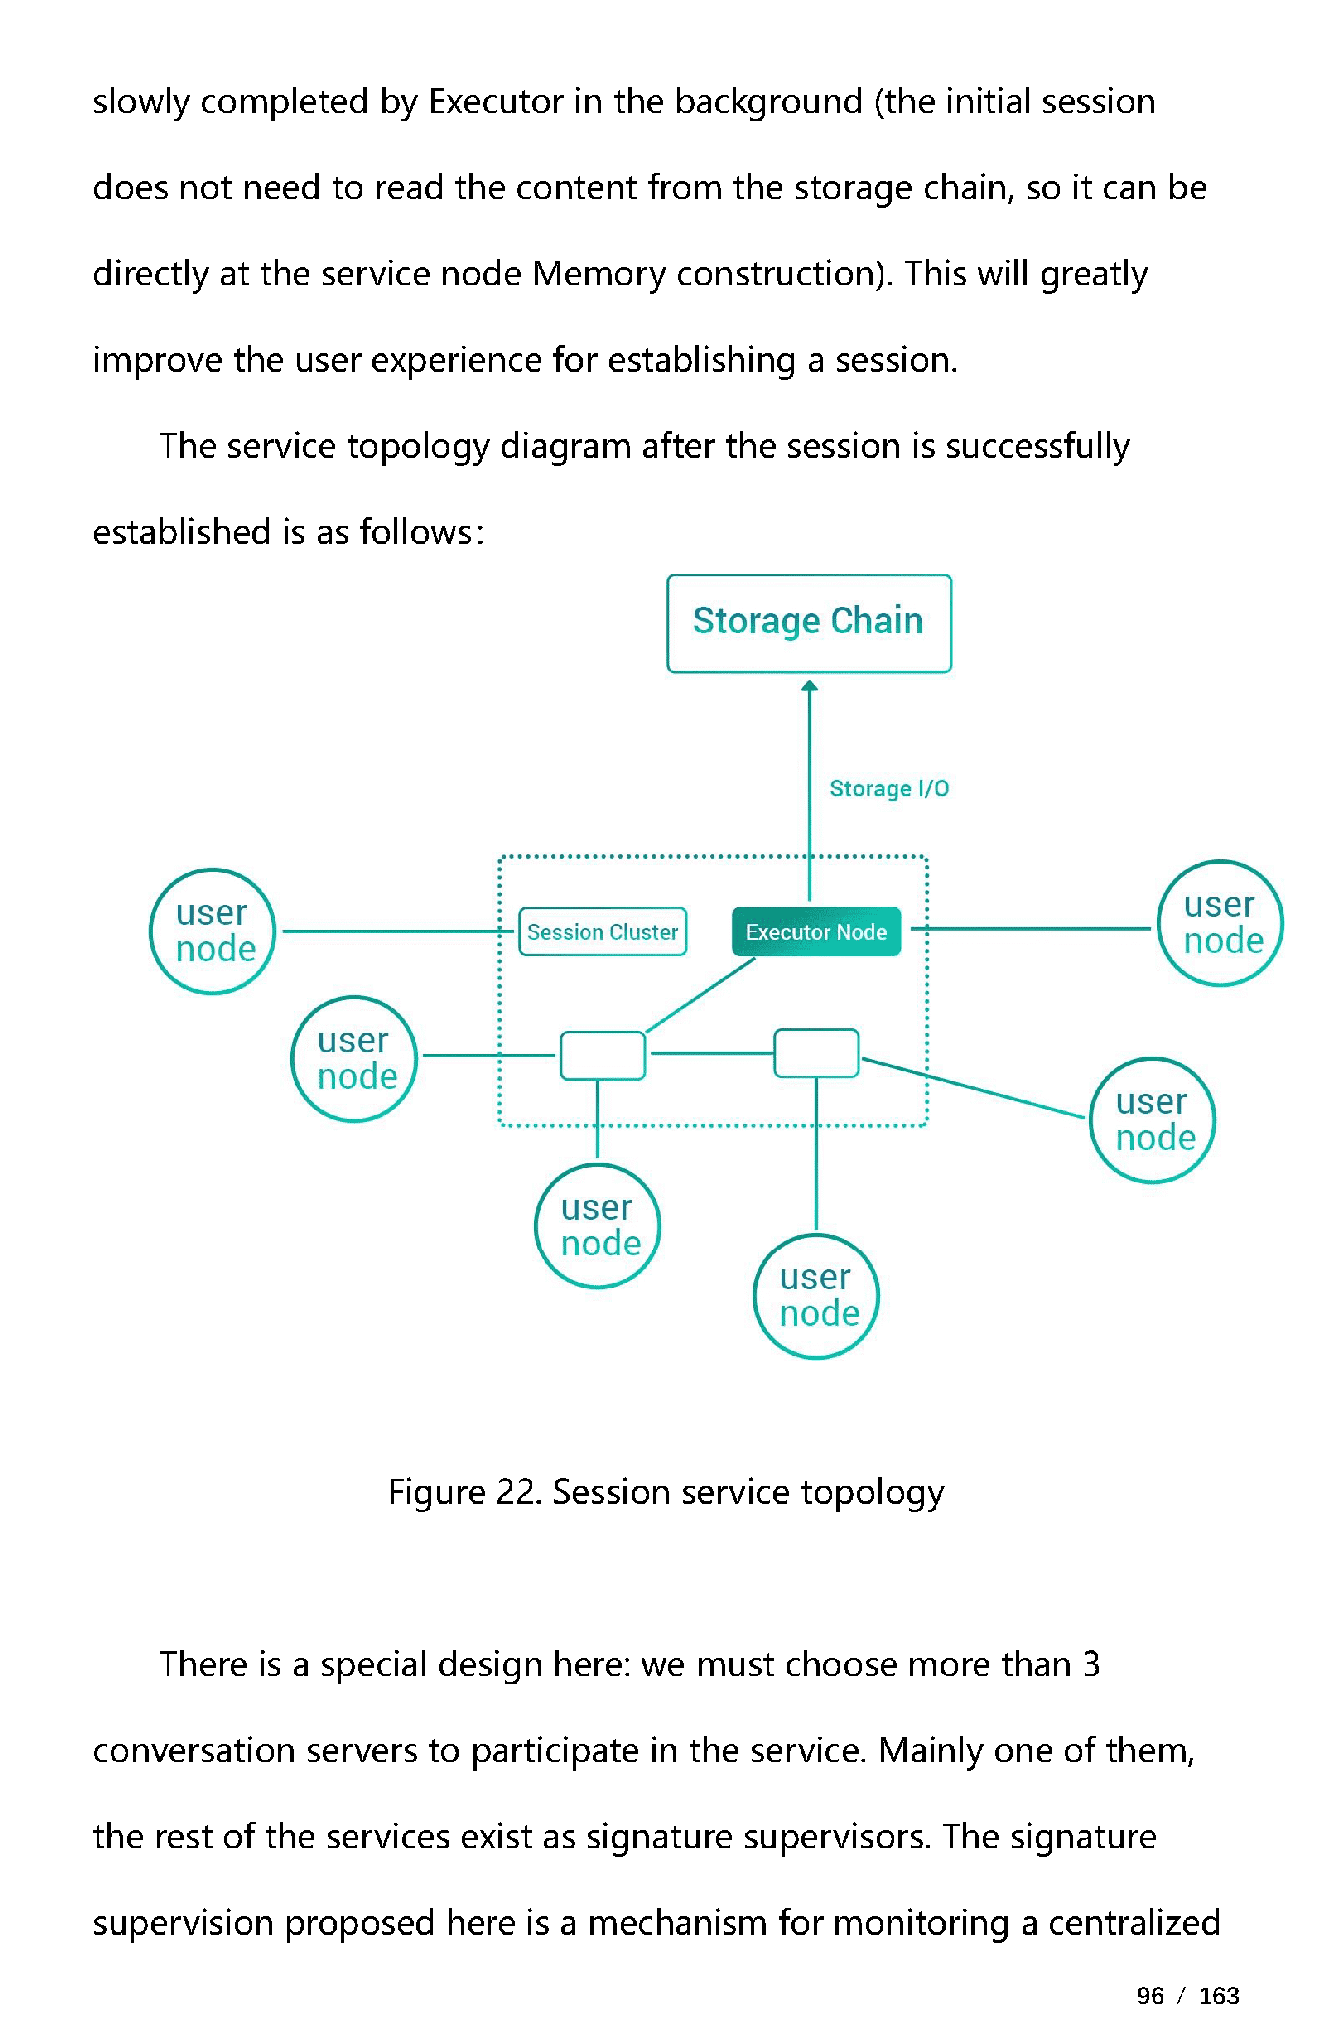 slowly completed by Executor in the background (the initial session
does not need to read the content from the storage chain, so it can be
directly at the service node Memory construction). This will greatly
improve the user experience for establishing a session.
The service topology diagram after the session is successfully
established is as follows:
Storage Chain
Storage I/O
user
node
Session Cluster
Executor Node
user
node
user
node
user
node
user
node
user
node
Figure 22. Session service topology
There is a special design here: we must choose more than 3
conversation servers to participate in the service. Mainly one of them,
the rest of the services exist as signature supervisors. The signature
supervision proposed here is a mechanism for monitoring a centralized
96 / 163